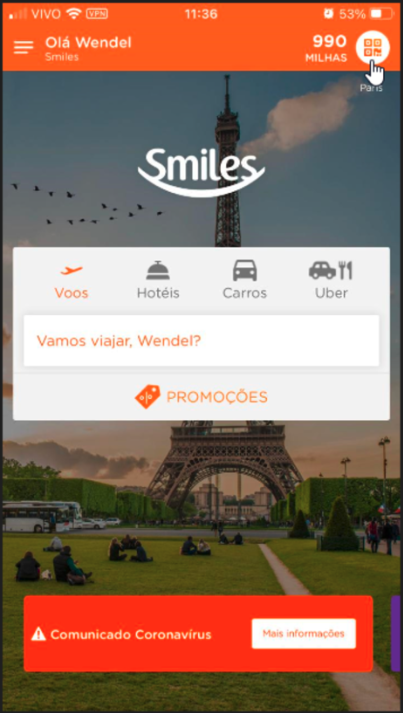 VIVO VPN 11:36 53%
Olá Wendel
Smiles
990
MILHAS
Paris
Smiles
Voos Hotéis Carros Uber
Vamos viajar, Wendel?
PROMOÇÕES
Comunicado Coronavírus Mais informações